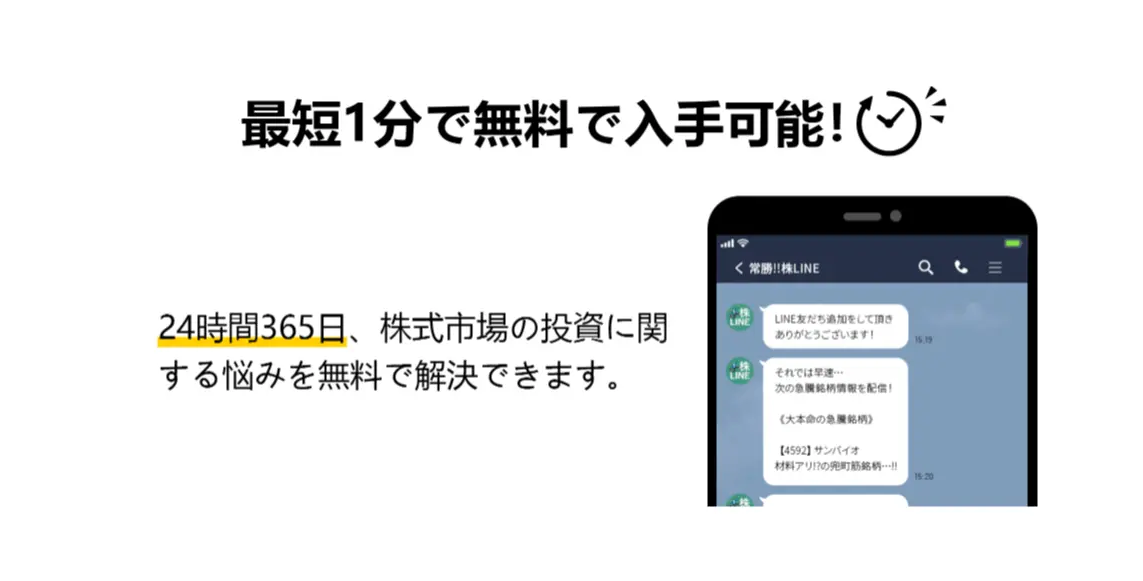 最短1分で無料で入手可能!
24時間365日、株式市場の投資に関
する悩みを無料で解決できます。
常勝!!株LINE
株
LINE
LINE友だち追加をして頂き
ありがとうございます!
15:19
株
LINE
それでは早速…
次の急騰銘柄情報を配信!
《大本命の急騰銘柄》
【4592】サンバイオ
材料アリ!?の兜町筋銘柄…!!
15:20
株